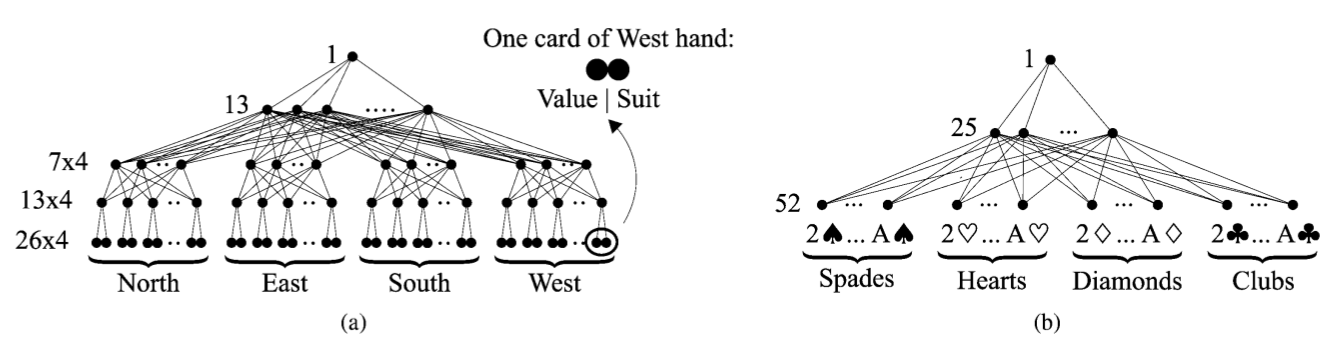 1
One card of West hand:
Value | Suit
13
....
7x4
.. .. .. ..
13x4
.. .. .. ..
26x4
.. .. .. ..
North East South West
(a)
1
25
...
52
... ... ... ...
2♠... A♠ 2♡... A♡ 2♢... A♢ 2♣... A♣
Spades Hearts Diamonds Clubs
(b)